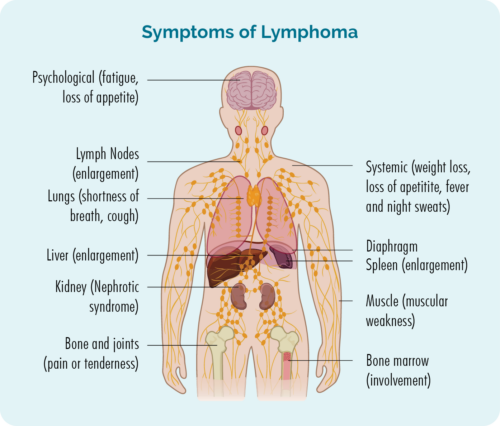 Symptoms of Lymphoma
Psychological (fatigue,
loss of appetite)
Lymph Nodes
(enlargement)
Lungs (shortness of
breath, cough)
Liver (enlargement)
Kidney (Nephrotic
syndrome)
Bone and joints
(pain or tenderness)
Systemic (weight loss,
loss of apetitite, fever
and night sweats)
Diaphragm
Spleen (enlargement)
Muscle (muscular
weakness)
Bone marrow
(involvement)